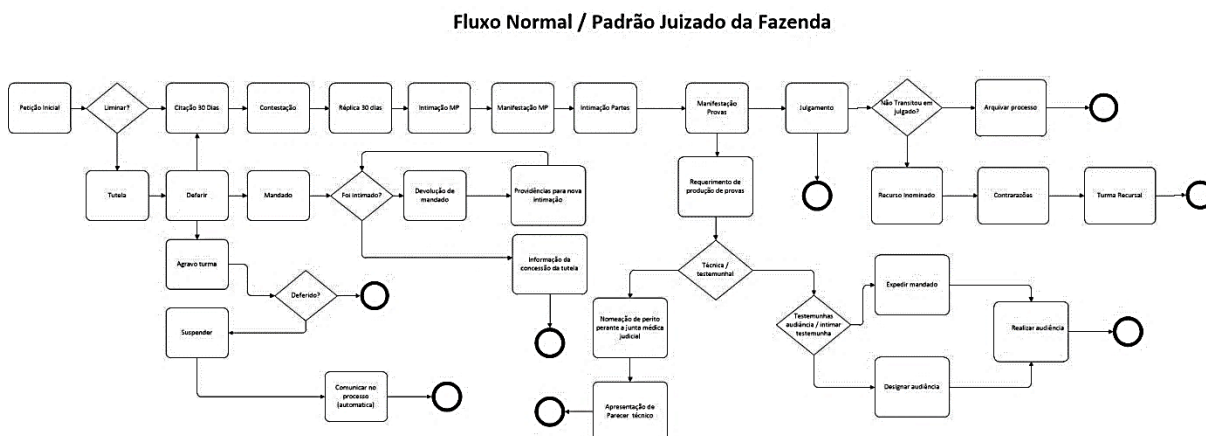 Fluxo Normal / Padrão Juizado da Fazenda
Petição Inicial
Liminar?
Citação 30 Dias
Contestação
Réplica 30 dias
Intimação MP
Manifestação MP
Intimação Partes
Manifestação
Provas
Julgamento
Não Transitou em
julgado?
Arquivar processo
Tutela
Deferir
Mandado
Foi intimado?
Devolução de
mandado
Providências para nova
intimação
Requerimento de
produção de provas
Recurso Inominado
Contrarazões
Turma Recursal
Agravo turma
Informação da
concessão da tutela
Técnica /
testemunhal
Deferido?
Expedir mandado
Suspender
Nomeação de perito
perante a junta médica
judicial
Testemunhas
audiância / intimar
testemunha
Realizar audiência
Comunicar no
processo
(automatica)
Designar audiência
Apresentação de
Parecer técnico